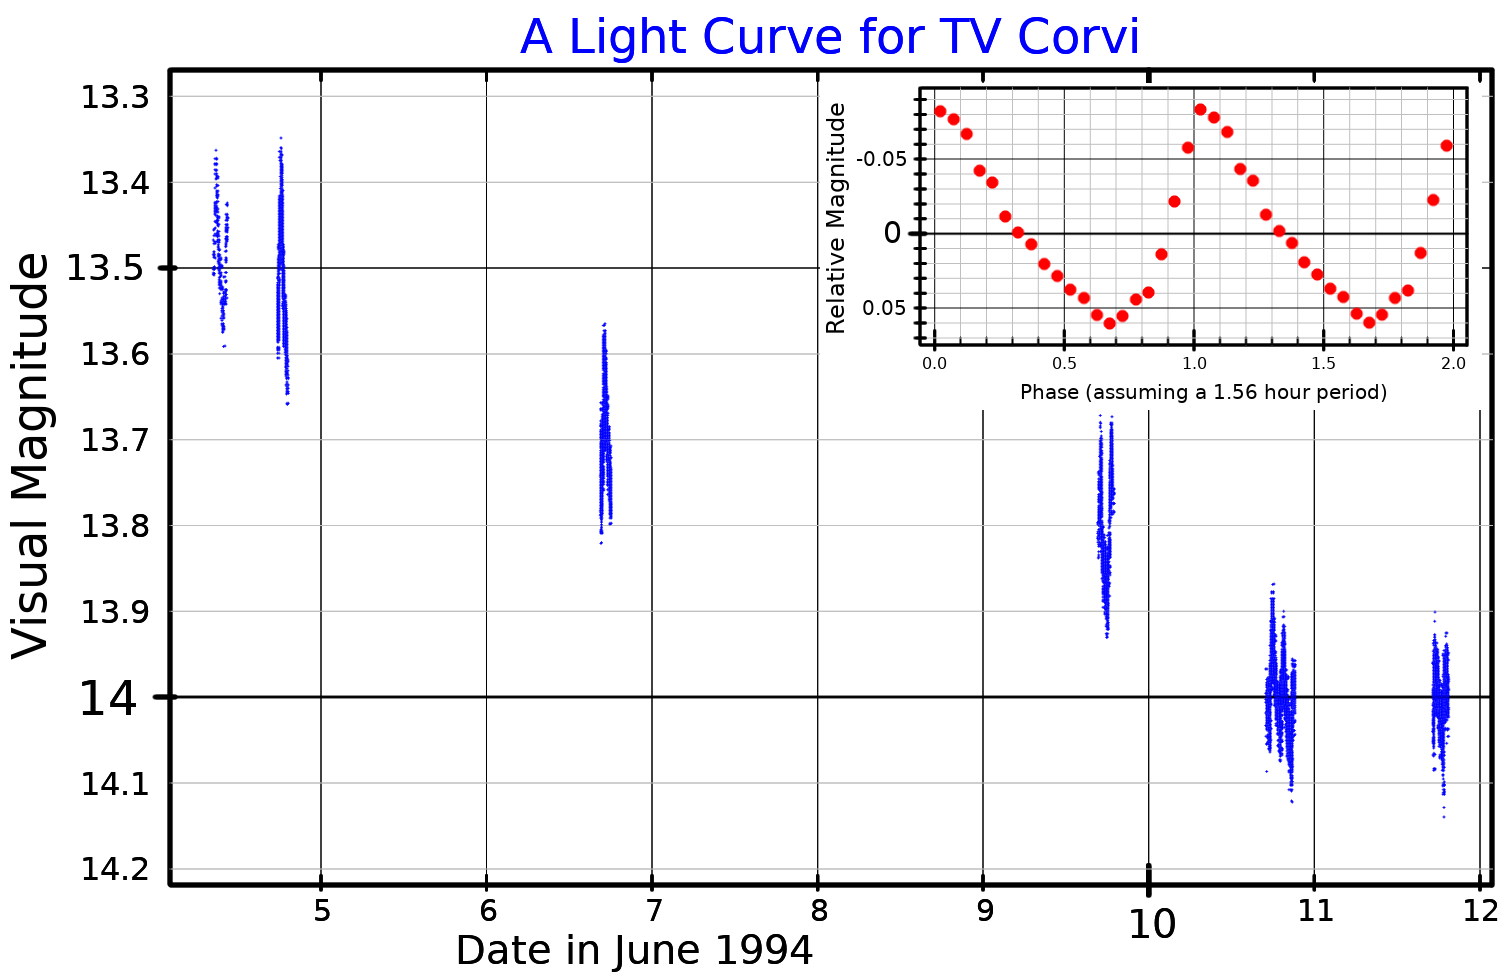 A Light Curve for TV Corvi
Visual Magnitude
13.3
13.4
13.5
13.6
13.7
13.8
13.9
14
14.1
14.2
Relative Magnitude
-0.05
0
0.05
0.0 0.5 1.0 1.5 2.0
Phase (assuming a 1.56 hour period)
5 6 7 8 9 10 11 12
Date in June 1994